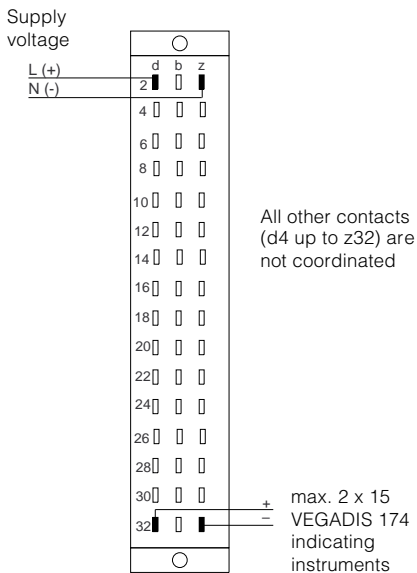 Supply
voltage
L (+)
N (-)
d b z
2
4
6
8
10
12
14
16
18
20
22
24
26
28
30
32
All other contacts
(d4 up to z32) are
not coordinated
+
−
max. 2 x 15
VEGADIS 174
indicating
instruments